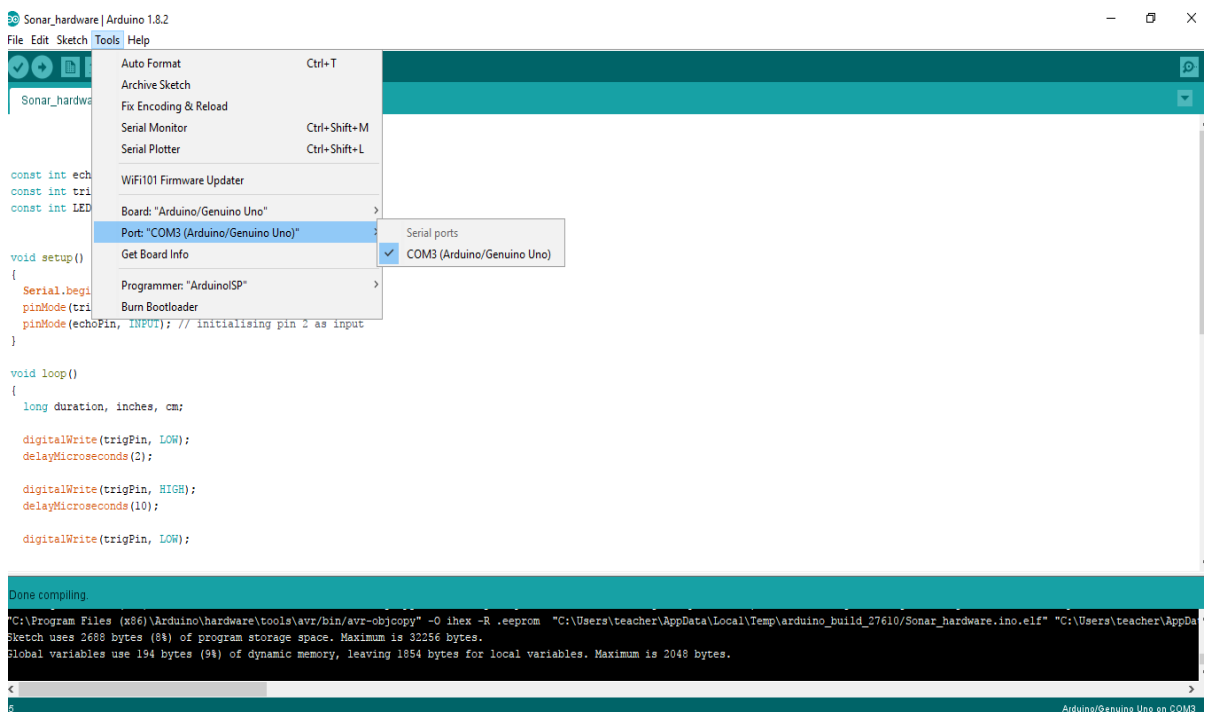 Sonar_hardware | Arduino 1.8.2
File Edit Sketch Tools Help
Sonar_hardwa
Auto Format Ctrl+T
Archive Sketch
Fix Encoding & Reload
Serial Monitor Ctrl+Shift+M
Serial Plotter Ctrl+Shift+L
WiFi101 Firmware Updater
Board: "Arduino/Genuino Uno"
Port: "COM3 (Arduino/Genuino Uno)"
Get Board Info
Programmer: "ArduinoISP"
Burn Bootloader
Serial ports
COM3 (Arduino/Genuino Uno)
const int ech
const int tri
const int LED
void setup()
{
Serial.begi
pinMode(tri
pinMode(echoPin, INPUT); // initialising pin 2 as input
}
void loop()
{
long duration, inches, cm;
digitalWrite(trigPin, LOW);
delayMicroseconds(2);
digitalWrite(trigPin, HIGH);
delayMicroseconds(10);
digitalWrite(trigPin, LOW);
Done compiling.
"C:\Program Files (x86)\Arduino\hardware\tools\avr/bin/avr-objcopy" -O ihex -R .eeprom "C:\Users\teacher\AppData\Local\Temp\arduino_build_27610/Sonar_hardware.ino.elf" "C:\Users\teacher\AppDa
Sketch uses 2688 bytes (8%) of program storage space. Maximum is 32256 bytes.
Global variables use 194 bytes (9%) of dynamic memory, leaving 1854 bytes for local variables. Maximum is 2048 bytes.
Arduino/Genuino Uno on COM3